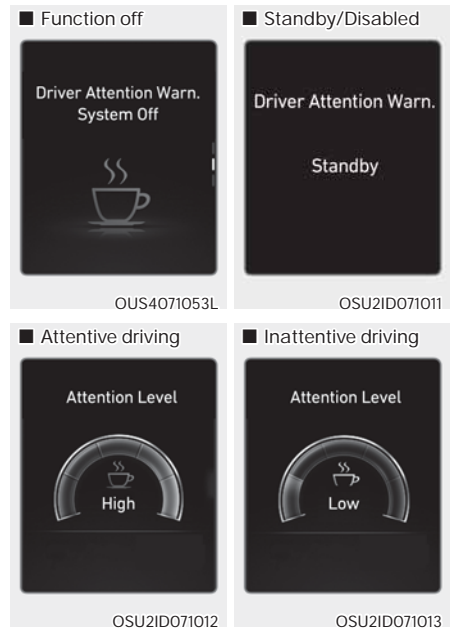 ■ Function off
Driver Attention Warn.
System Off
OUS4071053L
■ Standby/Disabled
Driver Attention Warn.
Standby
OSU2ID071011
■ Attentive driving
Attention Level
High
OSU2ID071012
■ Inattentive driving
Attention Level
Low
OSU2ID071013